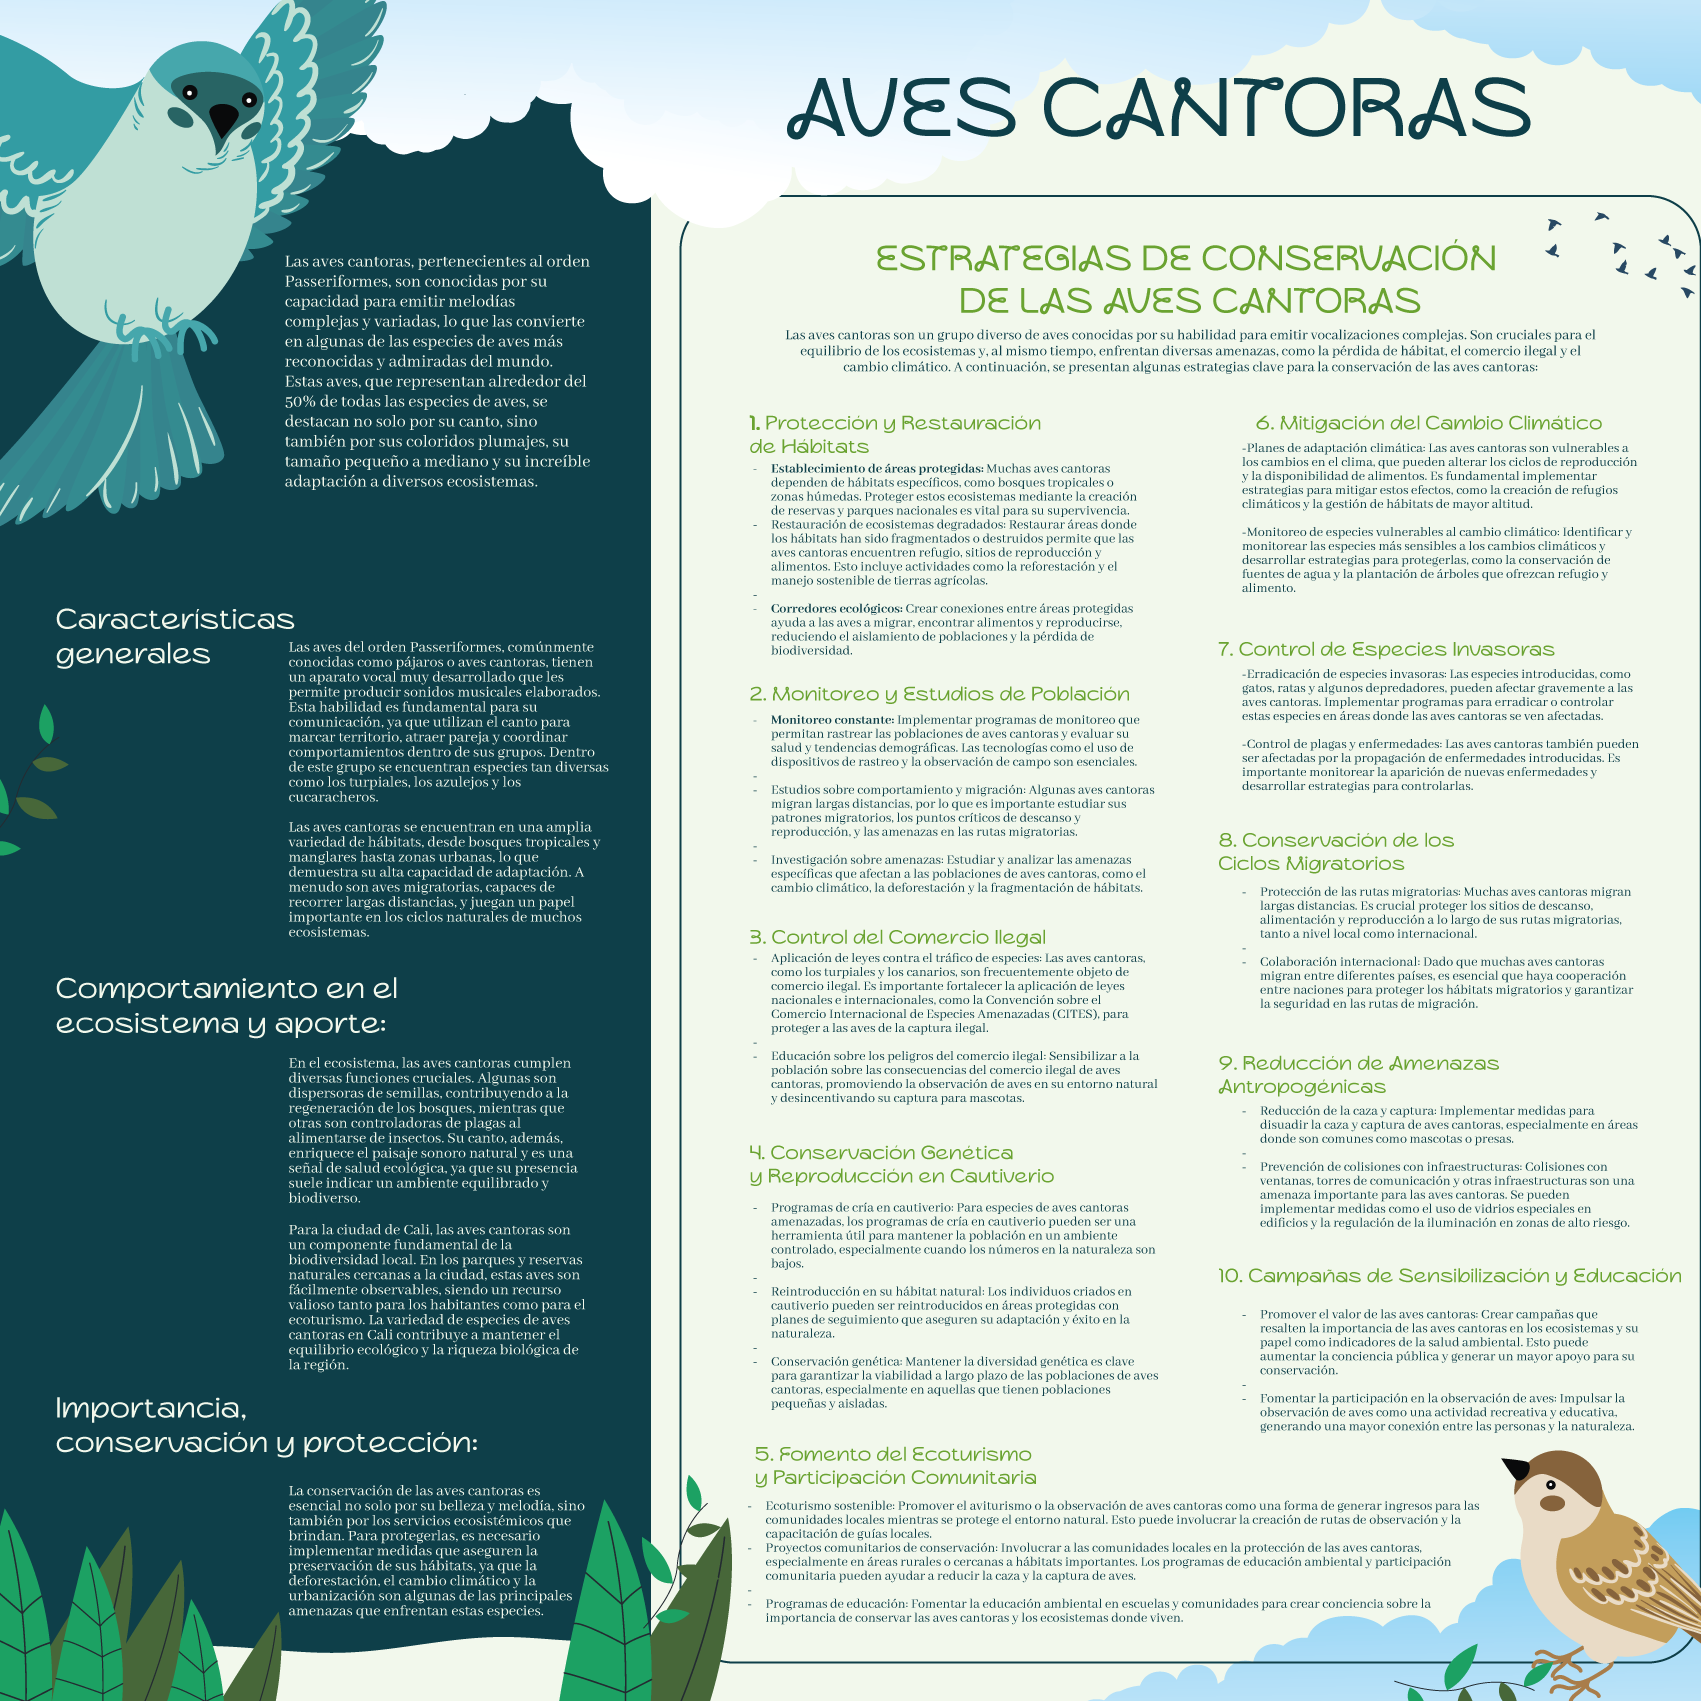 AVES CANTORAS
Las aves cantoras, pertenecientes al orden
Passeriformes, son conocidas por su
capacidad para emitir melodías
complejas y variadas, lo que las convierte
en algunas de las especies de aves más
reconocidas y admiradas del mundo.
Estas aves, que representan alrededor del
50% de todas las especies de aves, se
destacan no solo por su canto, sino
también por sus coloridos plumajes, su
tamaño pequeño a mediano y su increíble
adaptación a diversos ecosistemas.
Características
generales
Las aves del orden Passeriformes, comúnmente
conocidas como pájaros o aves cantoras, tienen
un aparato vocal muy desarrollado que les
permite producir sonidos musicales elaborados.
Esta habilidad es fundamental para su
comunicación, ya que utilizan el canto para
marcar territorio, atraer pareja y coordinar
comportamientos dentro de sus grupos. Dentro
de este grupo se encuentran especies tan diversas
como los turpiales, los azulejos y los
cucaracheros.
Las aves cantoras se encuentran en una amplia
variedad de hábitats, desde bosques tropicales y
manglares hasta zonas urbanas, lo que
demuestra su alta capacidad de adaptación. A
menudo son aves migratorias, capaces de
recorrer largas distancias, y juegan un papel
importante en los ciclos naturales de muchos
ecosistemas.
Comportamiento en el
ecosistema y aporte:
En el ecosistema, las aves cantoras cumplen
diversas funciones cruciales. Algunas son
dispersoras de semillas, contribuyendo a la
regeneración de los bosques, mientras que
otras son controladoras de plagas al
alimentarse de insectos. Su canto, además,
enriquece el paisaje sonoro natural y es una
señal de salud ecológica, ya que su presencia
suele indicar un ambiente equilibrado y
biodiverso.
Para la ciudad de Cali, las aves cantoras son
un componente fundamental de la
biodiversidad local. En los parques y reservas
naturales cercanas a la ciudad, estas aves son
fácilmente observables, siendo un recurso
valioso tanto para los habitantes como para el
ecoturismo. La variedad de especies de aves
cantoras en Cali contribuye a mantener el
equilibrio ecológico y la riqueza biológica de
la región.
Importancia,
conservación y protección:
La conservación de las aves cantoras es
esencial no solo por su belleza y melodía, sino
también por los servicios ecosistémicos que
brindan. Para protegerlas, es necesario
implementar medidas que aseguren la
preservación de sus hábitats, ya que la
deforestación, el cambio climático y la
urbanización son algunas de las principales
amenazas que enfrentan estas especies.
ESTRATEGIAS DE CONSERVACIÓN
DE LAS AVES CANTORAS
Las aves cantoras son un grupo diverso de aves conocidas por su habilidad para emitir vocalizaciones complejas. Son cruciales para el
equilibrio de los ecosistemas y, al mismo tiempo, enfrentan diversas amenazas, como la pérdida de hábitat, el comercio ilegal y el
cambio climático. A continuación, se presentan algunas estrategias clave para la conservación de las aves cantoras:
1. Protección y Restauración
de Hábitats
- Establecimiento de áreas protegidas: Muchas aves cantoras
dependen de hábitats específicos, como bosques tropicales o
zonas húmedas. Proteger estos ecosistemas mediante la creación
de reservas y parques nacionales es vital para su supervivencia.
- Restauración de ecosistemas degradados: Restaurar áreas donde
los hábitats han sido fragmentados o destruidos permite que las
aves cantoras encuentren refugio, sitios de reproducción y
alimentos. Esto incluye actividades como la reforestación y el
manejo sostenible de tierras agrícolas.
-
- Corredores ecológicos: Crear conexiones entre áreas protegidas
ayuda a las aves a migrar, encontrar alimentos y reproducirse,
reduciendo el aislamiento de poblaciones y la pérdida de
biodiversidad.
2. Monitoreo y Estudios de Población
- Monitoreo constante: Implementar programas de monitoreo que
permitan rastrear las poblaciones de aves cantoras y evaluar su
salud y tendencias demográficas. Las tecnologías como el uso de
dispositivos de rastreo y la observación de campo son esenciales.
-
- Estudios sobre comportamiento y migración: Algunas aves cantoras
migran largas distancias, por lo que es importante estudiar sus
patrones migratorios, los puntos críticos de descanso y
reproducción, y las amenazas en las rutas migratorias.
-
- Investigación sobre amenazas: Estudiar y analizar las amenazas
específicas que afectan a las poblaciones de aves cantoras, como el
cambio climático, la deforestación y la fragmentación de hábitats.
3. Control del Comercio Ilegal
- Aplicación de leyes contra el tráfico de especies: Las aves cantoras,
como los turpiales y los canarios, son frecuentemente objeto de
comercio ilegal. Es importante fortalecer la aplicación de leyes
nacionales e internacionales, como la Convención sobre el
Comercio Internacional de Especies Amenazadas (CITES), para
proteger a las aves de la captura ilegal.
-
- Educación sobre los peligros del comercio ilegal: Sensibilizar a la
población sobre las consecuencias del comercio ilegal de aves
cantoras, promoviendo la observación de aves en su entorno natural
y desincentivando su captura para mascotas.
4. Conservación Genética
y Reproducción en Cautiverio
- Programas de cría en cautiverio: Para especies de aves cantoras
amenazadas, los programas de cría en cautiverio pueden ser una
herramienta útil para mantener la población en un ambiente
controlado, especialmente cuando los números en la naturaleza son
bajos.
-
- Reintroducción en su hábitat natural: Los individuos criados en
cautiverio pueden ser reintroducidos en áreas protegidas con
planes de seguimiento que aseguren su adaptación y éxito en la
naturaleza.
-
- Conservación genética: Mantener la diversidad genética es clave
para garantizar la viabilidad a largo plazo de las poblaciones de aves
cantoras, especialmente en aquellas que tienen poblaciones
pequeñas y aisladas.
5. Fomento del Ecoturismo
y Participación Comunitaria
- Ecoturismo sostenible: Promover el aviturismo o la observación de aves cantoras como una forma de generar ingresos para las
comunidades locales mientras se protege el entorno natural. Esto puede involucrar la creación de rutas de observación y la
capacitación de guías locales.
- Proyectos comunitarios de conservación: Involucrar a las comunidades locales en la protección de las aves cantoras,
especialmente en áreas rurales o cercanas a hábitats importantes. Los programas de educación ambiental y participación
comunitaria pueden ayudar a reducir la caza y la captura de aves.
-
- Programas de educación: Fomentar la educación ambiental en escuelas y comunidades para crear conciencia sobre la
importancia de conservar las aves cantoras y los ecosistemas donde viven.
6. Mitigación del Cambio Climático
-Planes de adaptación climática: Las aves cantoras son vulnerables a
los cambios en el clima, que pueden alterar los ciclos de reproducción
y la disponibilidad de alimentos. Es fundamental implementar
estrategias para mitigar estos efectos, como la creación de refugios
climáticos y la gestión de hábitats de mayor altitud.
-Monitoreo de especies vulnerables al cambio climático: Identificar y
monitorear las especies más sensibles a los cambios climáticos y
desarrollar estrategias para protegerlas, como la conservación de
fuentes de agua y la plantación de árboles que ofrezcan refugio y
alimento.
7. Control de Especies Invasoras
-Erradicación de especies invasoras: Las especies introducidas, como
gatos, ratas y algunos depredadores, pueden afectar gravemente a las
aves cantoras. Implementar programas para erradicar o controlar
estas especies en áreas donde las aves cantoras se ven afectadas.
-Control de plagas y enfermedades: Las aves cantoras también pueden
ser afectadas por la propagación de enfermedades introducidas. Es
importante monitorear la aparición de nuevas enfermedades y
desarrollar estrategias para controlarlas.
8. Conservación de los
Ciclos Migratorios
- Protección de las rutas migratorias: Muchas aves cantoras migran
largas distancias. Es crucial proteger los sitios de descanso,
alimentación y reproducción a lo largo de sus rutas migratorias,
tanto a nivel local como internacional.
-
- Colaboración internacional: Dado que muchas aves cantoras
migran entre diferentes países, es esencial que haya cooperación
entre naciones para proteger los hábitats migratorios y garantizar
la seguridad en las rutas de migración.
9. Reducción de Amenazas
Antropogénicas
- Reducción de la caza y captura: Implementar medidas para
disuadir la caza y captura de aves cantoras, especialmente en áreas
donde son comunes como mascotas o presas.
-
- Prevención de colisiones con infraestructuras: Colisiones con
ventanas, torres de comunicación y otras infraestructuras son una
amenaza importante para las aves cantoras. Se pueden
implementar medidas como el uso de vidrios especiales en
edificios y la regulación de la iluminación en zonas de alto riesgo.
10. Campañas de Sensibilización y Educación
- Promover el valor de las aves cantoras: Crear campañas que
resalten la importancia de las aves cantoras en los ecosistemas y su
papel como indicadores de la salud ambiental. Esto puede
aumentar la conciencia pública y generar un mayor apoyo para su
conservación.
-
- Fomentar la participación en la observación de aves: Impulsar la
observación de aves como una actividad recreativa y educativa,
generando una mayor conexión entre las personas y la naturaleza.